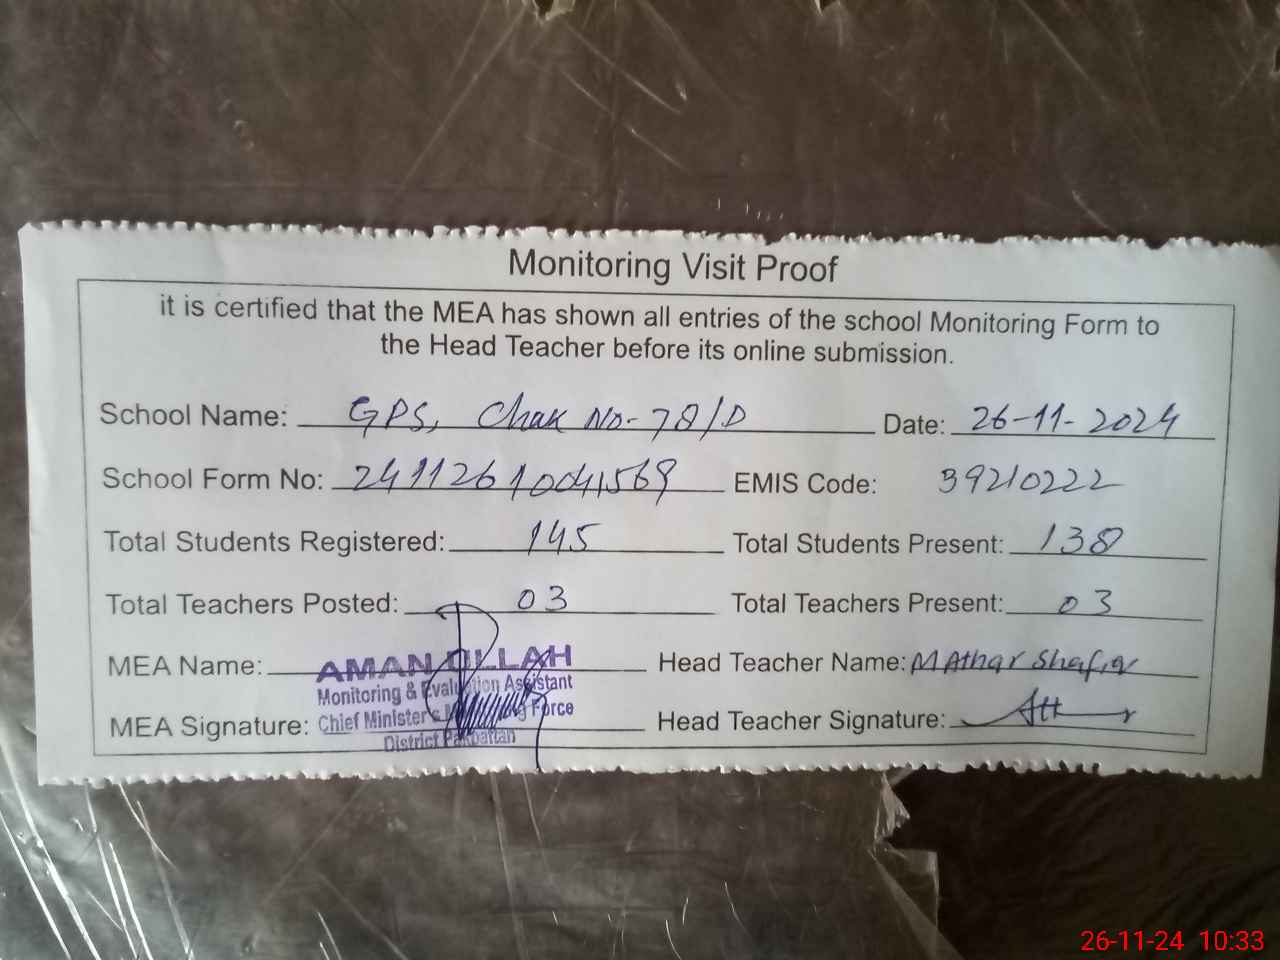 Monitoring Visit Proof
it is certified that the MEA has shown all entries of the school Monitoring Form to
the Head Teacher before its online submission.
School Name: GPS, Chak No-78/D Date: 26-11-2024
School Form No: 24112610041569 EMIS Code: 39210222
Total Students Registered: 145 Total Students Present: 138
Total Teachers Posted: 03 Total Teachers Present: 03
MEA Name: AMAN ULLAH Head Teacher Name: M Athar Shafiq
Monitoring & Evaluation Assistant
MEA Signature: Chief Minister's Monitoring Force Head Teacher Signature:
District Pakpattan
26-11-24 10:33